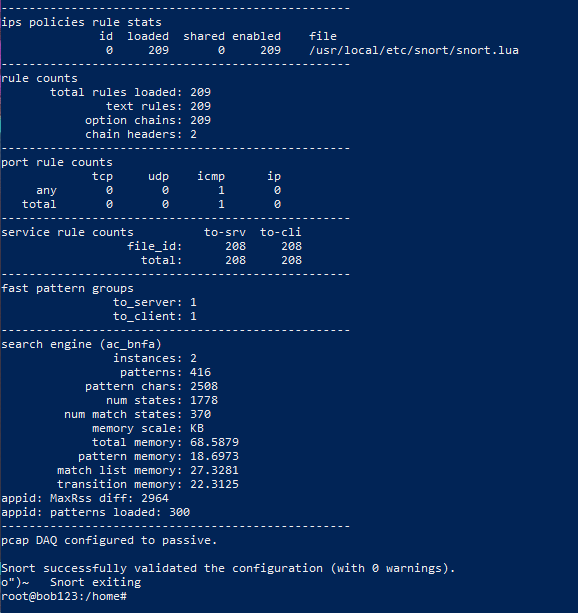 --------------------------------------------------
ips policies rule stats
              id  loaded  shared enabled    file
               0     209       0     209    /usr/local/etc/snort/snort.lua
--------------------------------------------------
rule counts
       total rules loaded: 209
               text rules: 209
            option chains: 209
            chain headers: 2
--------------------------------------------------
port rule counts
             tcp     udp    icmp      ip
     any       0       0       1       0
   total       0       0       1       0
--------------------------------------------------
service rule counts          to-srv  to-cli
                  file_id:      208     208
                    total:      208     208
--------------------------------------------------
fast pattern groups
                to_server: 1
                to_client: 1
--------------------------------------------------
search engine (ac_bnfa)
                instances: 2
                 patterns: 416
            pattern chars: 2508
               num states: 1778
         num match states: 370
             memory scale: KB
             total memory: 68.5879
           pattern memory: 18.6973
        match list memory: 27.3281
        transition memory: 22.3125
appid: MaxRss diff: 2964
appid: patterns loaded: 300
--------------------------------------------------
pcap DAQ configured to passive.

Snort successfully validated the configuration (with 0 warnings).
o")~   Snort exiting
root@bob123:/home#